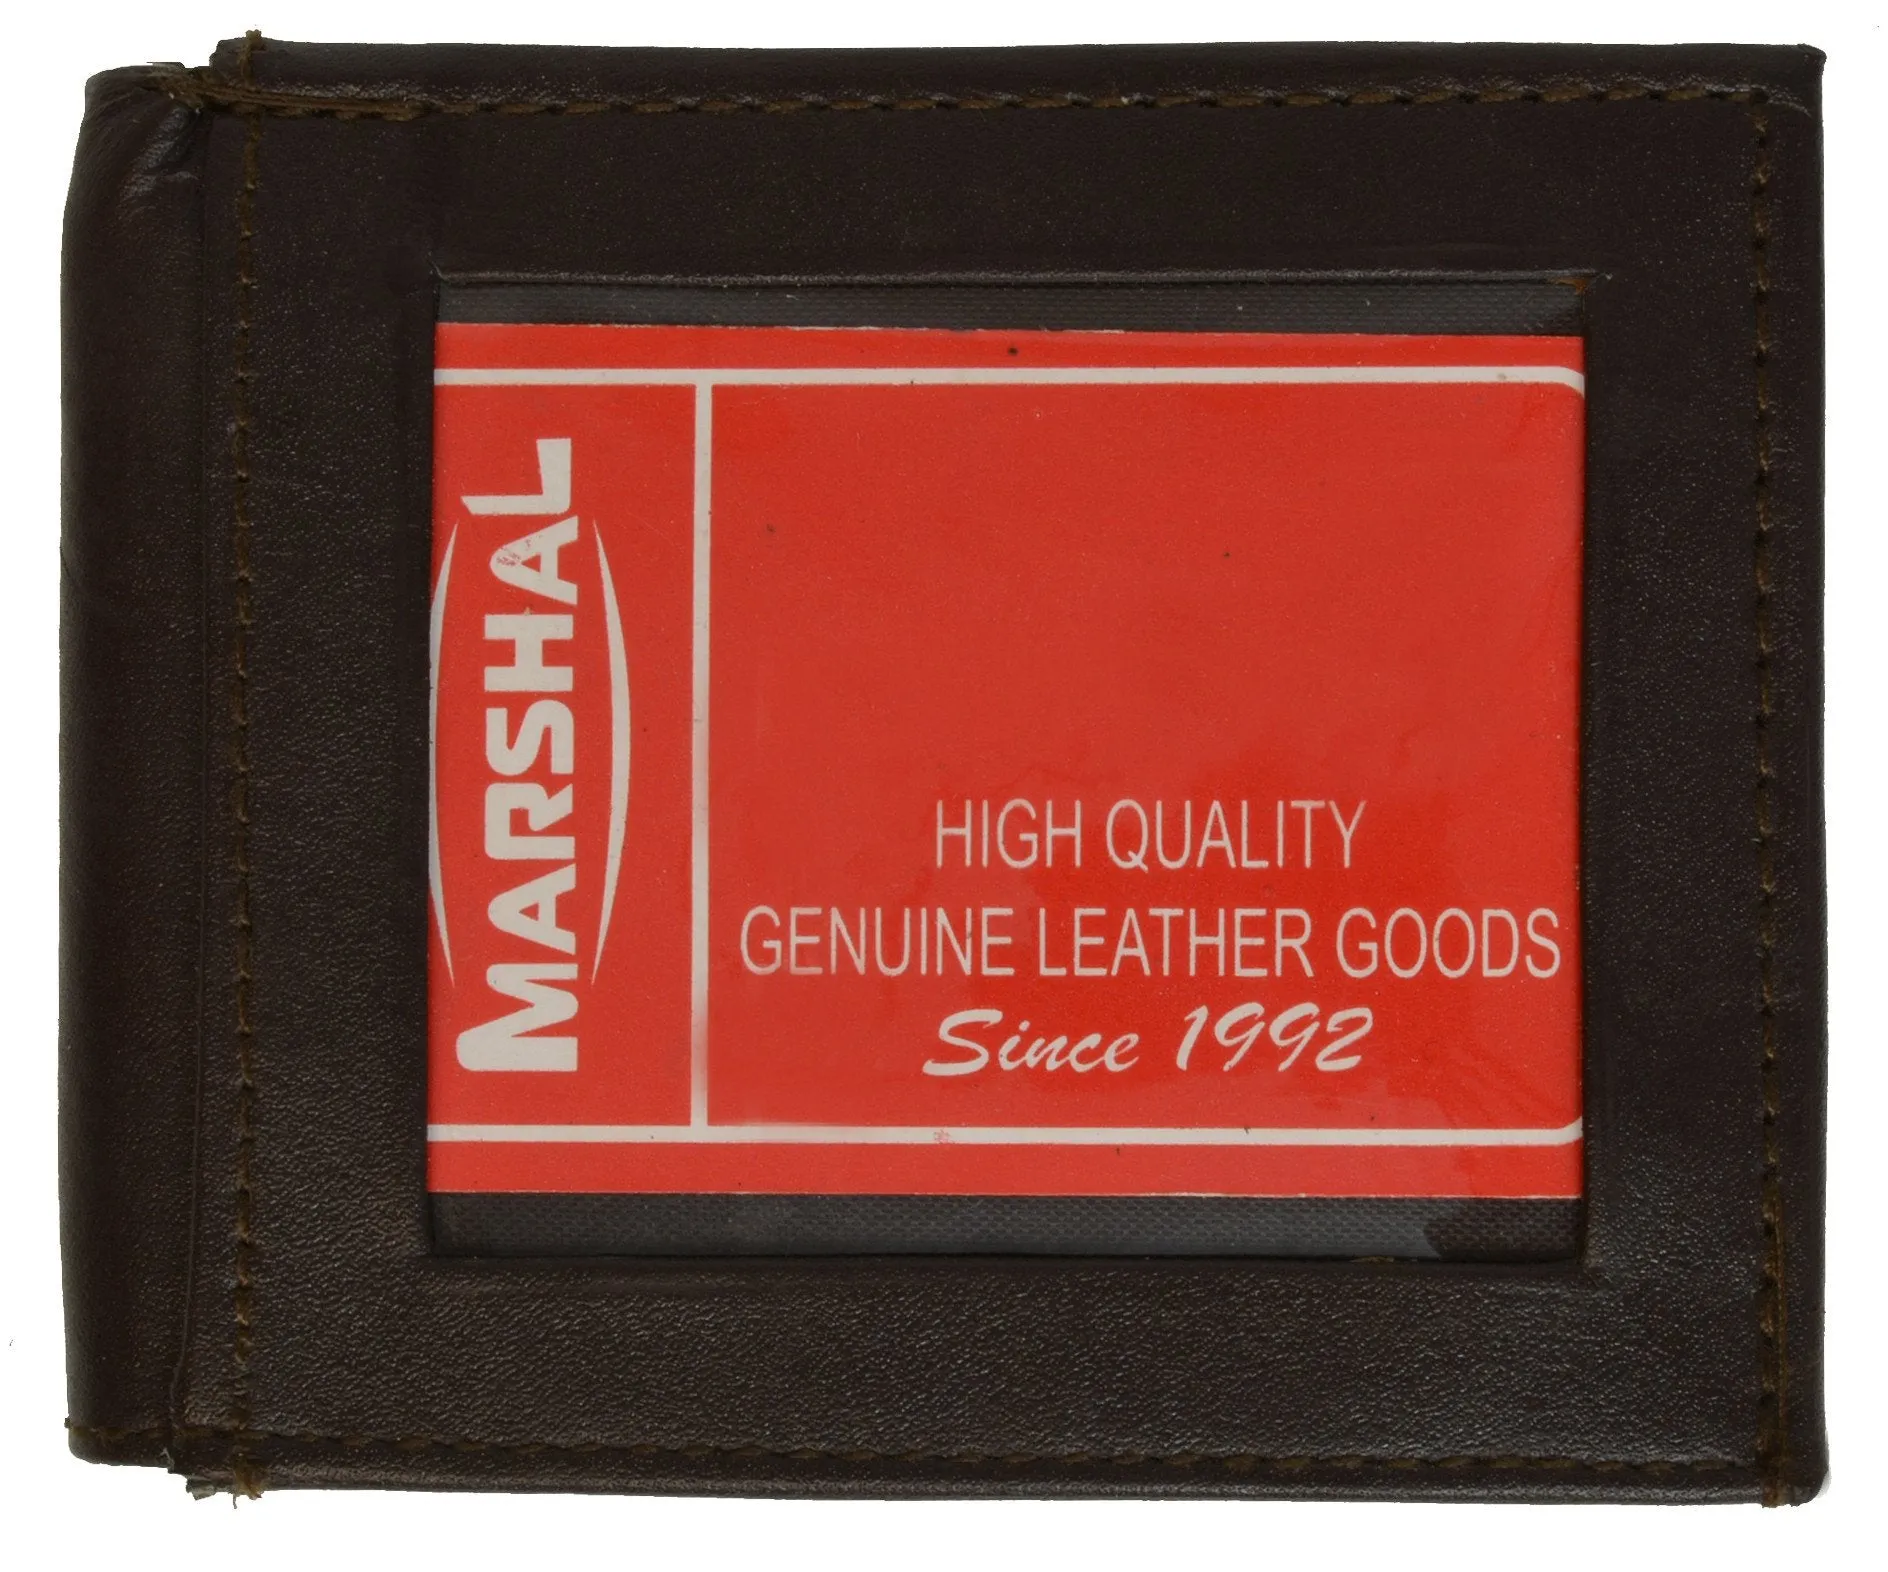 MARSHAL
HIGH QUALITY
GENUINE LEATHER GOODS
Since 1992